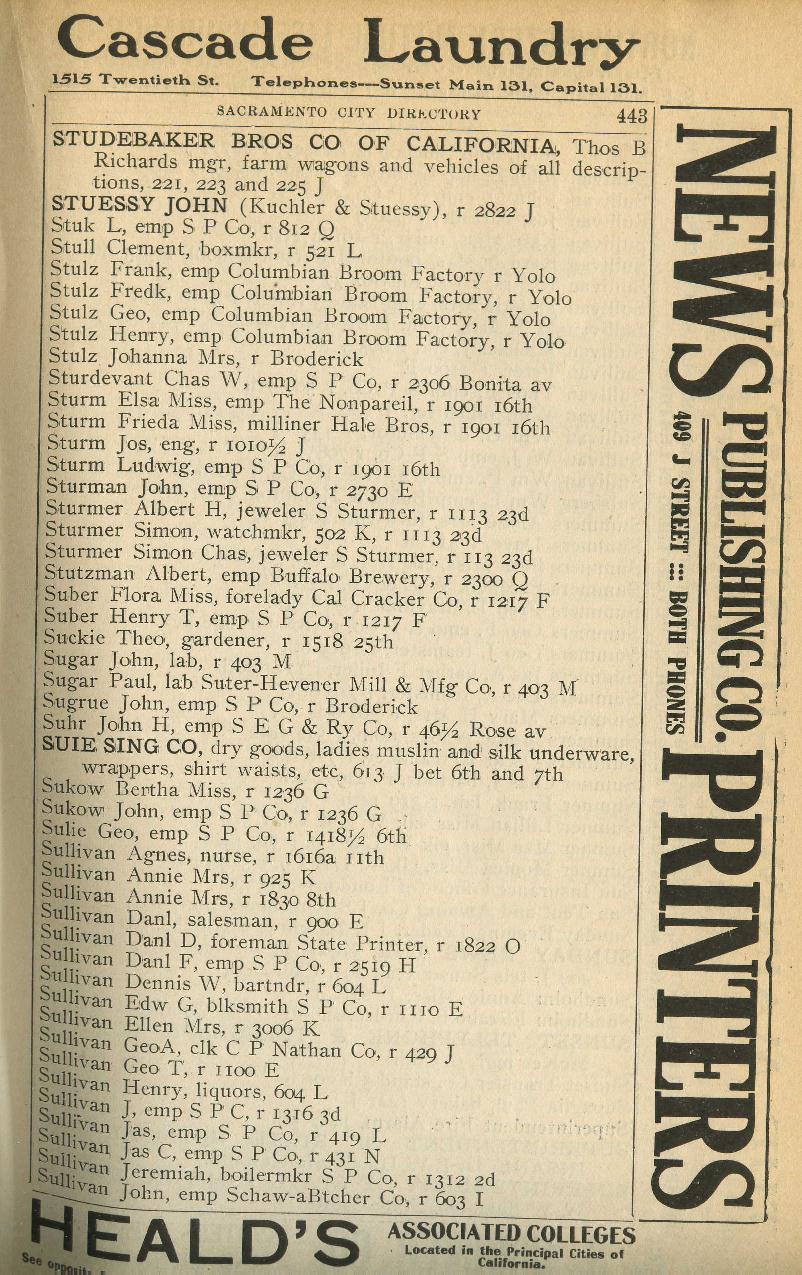 Cascade Laundry
1515 Twentieth St. Telephones---Sunset Main 131, Capital 131.
SACRAMENTO CITY DIRECTORY 443
STUDEBAKER BROS CO OF CALIFORNIA, Thos B
Richards mgr, farm wagons and vehicles of all descrip-
tions, 221, 223 and 225 J
STUESSY JOHN (Kuchler & Stuessy), r 2822 J
Stuk L, emp S P Co, r 812 Q
Stull Clement, boxmkr, r 521 L
Stulz Frank, emp Columbian Broom Factory r Yolo
Stulz Fredk, emp Columbian Broom Factory, r Yolo
Stulz Geo, emp Columbian Broom Factory, r Yolo
Stulz Henry, emp Columbian Broom Factory, r Yolo
Stulz Johanna Mrs, r Broderick
Sturdevant Chas W, emp S P Co, r 2306 Bonita av
Sturm Elsa Miss, emp The Nonpareil, r 1901 16th
Sturm Frieda Miss, milliner Hale Bros, r 1901 16th
Sturm Jos, eng, r 1010½ J
Sturm Ludwig, emp S P Co, r 1901 16th
Sturman John, emp S P Co, r 2730 E
Sturmer Albert H, jeweler S Sturmer, r 1113 23d
Sturmer Simon, watchmkr, 502 K, r 1113 23d
Sturmer Simon Chas, jeweler S Sturmer, r 113 23d
Stutzman Albert, emp Buffalo Brewery, r 2300 Q
Suber Flora Miss, forelady Cal Cracker Co, r 1217 F
Suber Henry T, emp S P Co, r 1217 F
Suckie Theo, gardener, r 1518 25th
Sugar John, lab, r 403 M
Sugar Paul, lab Suter-Hevener Mill & Mfg Co, r 403 M
Sugrue John, emp S P Co, r Broderick
Suhr John H, emp S E G & Ry Co, r 46½ Rose av
SUIE SING CO, dry goods, ladies muslin and silk underware,
wrappers, shirt waists, etc, 613 J bet 6th and 7th
Sukow Bertha Miss, r 1236 G
Sukow John, emp S P Co, r 1236 G
Sulie Geo, emp S P Co, r 1418½ 6th
Sullivan Agnes, nurse, r 1616a 11th
Sullivan Annie Mrs, r 925 K
Sullivan Annie Mrs, r 1830 8th
Sullivan Danl, salesman, r 900 E
Sullivan Danl D, foreman State Printer, r 1822 O
Sullivan Danl F, emp S P Co, r 2519 H
Sullivan Dennis W, bartndr, r 604 L
Sullivan Edw G, blksmith S P Co, r 1110 E
Sullivan Ellen Mrs, r 3006 K
Sullivan GeoA, clk C P Nathan Co, r 429 J
Sullivan Geo T, r 1100 E
Sullivan Henry, liquors, 604 L
Sullivan J, emp S P C, r 1316 3d
Sullivan Jas, emp S P Co, r 419 L
Sullivan Jas C, emp S P Co, r 431 N
Sullivan Jeremiah, boilermkr S P Co, r 1312 2d
Sullivan John, emp Schaw-aBtcher Co, r 603 I
NEWS PUBLISHING CO. PRINTERS
409 J STREET ::: BOTH PHONES
HEALD'S ASSOCIATED COLLEGES
Located in the Principal Cities of
California.
See opposite